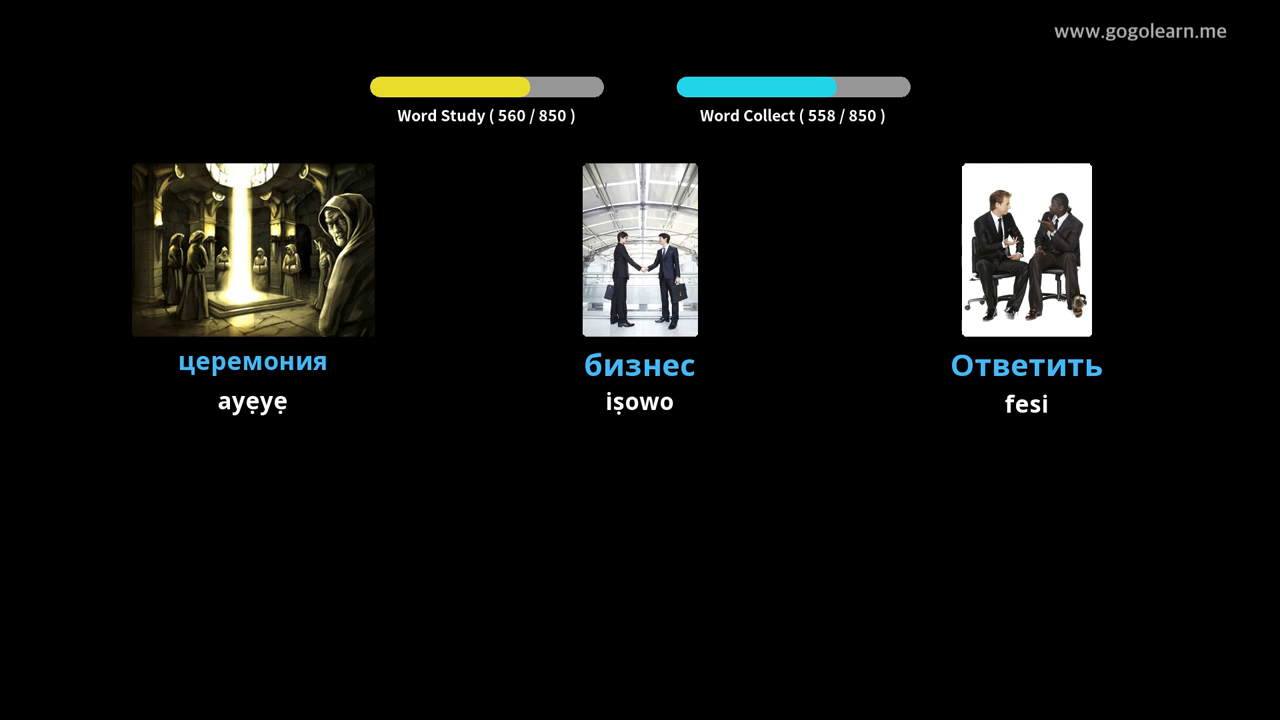 www.gogolearn.me
Word Study ( 560 / 850 )
Word Collect ( 558 / 850 )
церемония
ayẹyẹ
бизнес
iṣowo
Ответить
fesi